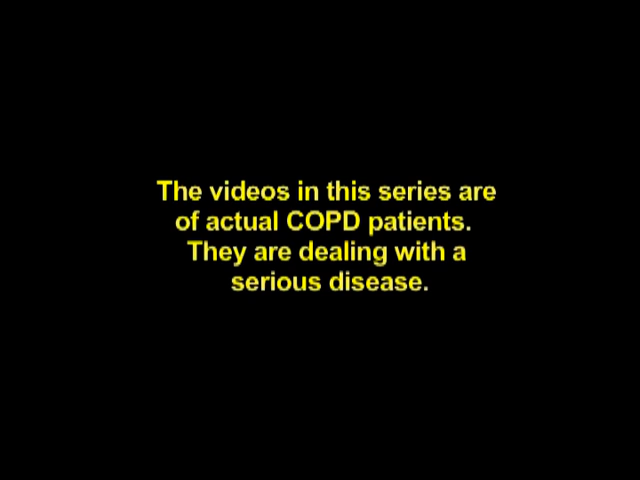 The videos in this series are
of actual COPD patients.
They are dealing with a
serious disease.